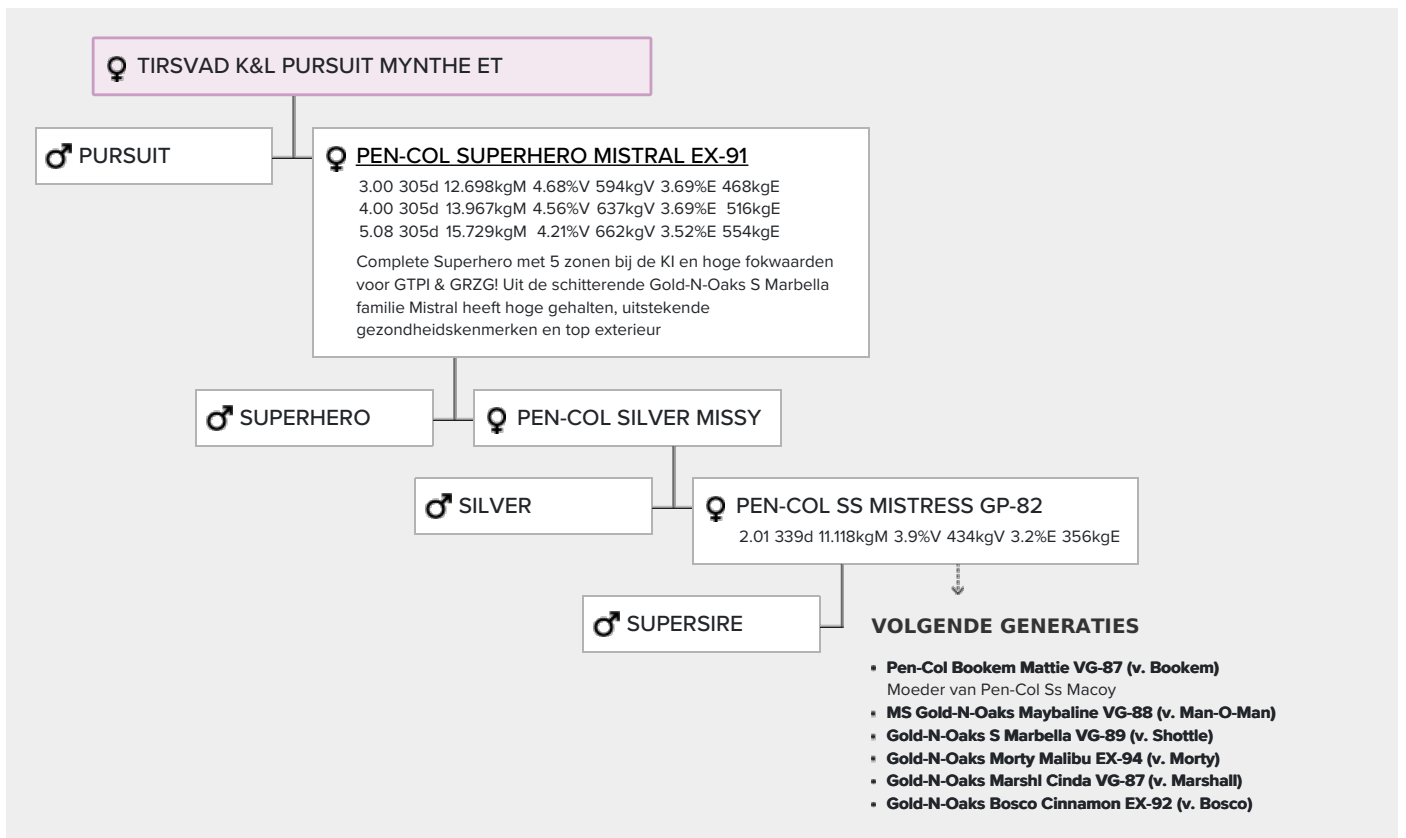 TIRSVAD K&L PURSUIT MYNTHE ET
PURSUIT
PEN-COL SUPERHERO MISTRAL EX-91
3.00 305d 12.698kgM 4.68%V 594kgV 3.69%E 468kgE
4.00 305d 13.967kgM 4.56%V 637kgV 3.69%E 516kgE
5.08 305d 15.729kgM 4.21%V 662kgV 3.52%E 554kgE
Complete Superhero met 5 zonen bij de KI en hoge fokwaarden
voor GTPI & GRZG! Uit de schitterende Gold-N-Oaks S Marbella
familie Mistral heeft hoge gehalten, uitstekende
gezondheidskenmerken en top exterieur
SUPERHERO
PEN-COL SILVER MISSY
SILVER
PEN-COL SS MISTRESS GP-82
2.01 339d 11.118kgM 3.9%V 434kgV 3.2%E 356kgE
SUPERSIRE
VOLGENDE GENERATIES
Pen-Col Bookem Mattie VG-87 (v. Bookem)
Moeder van Pen-Col Ss Macoy
MS Gold-N-Oaks Maybaline VG-88 (v. Man-O-Man)
Gold-N-Oaks S Marbella VG-89 (v. Shottle)
Gold-N-Oaks Morty Malibu EX-94 (v. Morty)
Gold-N-Oaks Marshl Cinda VG-87 (v. Marshall)
Gold-N-Oaks Bosco Cinnamon EX-92 (v. Bosco)